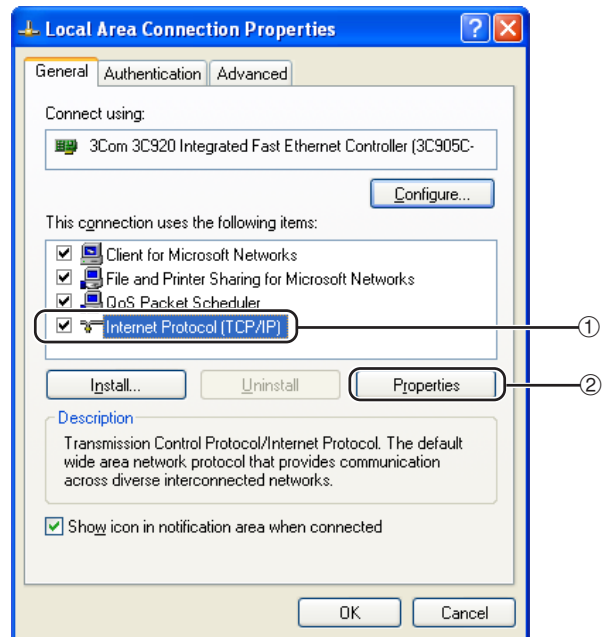 Local Area Connection Properties
General Authentication Advanced
Connect using:
3Com 3C920 Integrated Fast Ethernet Controller (3C905C-
Configure...
This connection uses the following items:
Client for Microsoft Networks
File and Printer Sharing for Microsoft Networks
QoS Packet Scheduler
Internet Protocol (TCP/IP)
①
Install... Uninstall Properties
②
Description
Transmission Control Protocol/Internet Protocol. The default
wide area network protocol that provides communication
across diverse interconnected networks.
Show icon in notification area when connected
OK Cancel